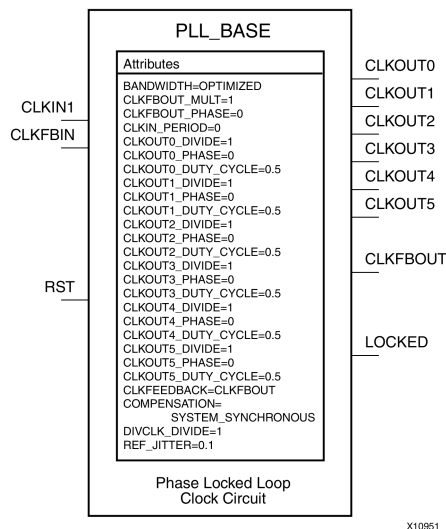 PLL_BASE
Attributes
BANDWIDTH=OPTIMIZED
CLKFBOUT_MULT=1
CLKFBOUT_PHASE=0
CLKIN_PERIOD=0
CLKOUT0_DIVIDE=1
CLKOUT0_PHASE=0
CLKOUT0_DUTY_CYCLE=0.5
CLKOUT1_DIVIDE=1
CLKOUT1_PHASE=0
CLKOUT1_DUTY_CYCLE=0.5
CLKOUT2_DIVIDE=1
CLKOUT2_PHASE=0
CLKOUT2_DUTY_CYCLE=0.5
CLKOUT3_DIVIDE=1
CLKOUT3_PHASE=0
CLKOUT3_DUTY_CYCLE=0.5
CLKOUT4_DIVIDE=1
CLKOUT4_PHASE=0
CLKOUT4_DUTY_CYCLE=0.5
CLKOUT5_DIVIDE=1
CLKOUT5_PHASE=0
CLKOUT5_DUTY_CYCLE=0.5
CLKFEEDBACK=CLKFBOUT
COMPENSATION=
SYSTEM_SYNCHRONOUS
DIVCLK_DIVIDE=1
REF_JITTER=0.1
CLKIN1
CLKFBIN
RST
CLKOUT0
CLKOUT1
CLKOUT2
CLKOUT3
CLKOUT4
CLKOUT5
CLKFBOUT
LOCKED
Phase Locked Loop
Clock Circuit
X10951